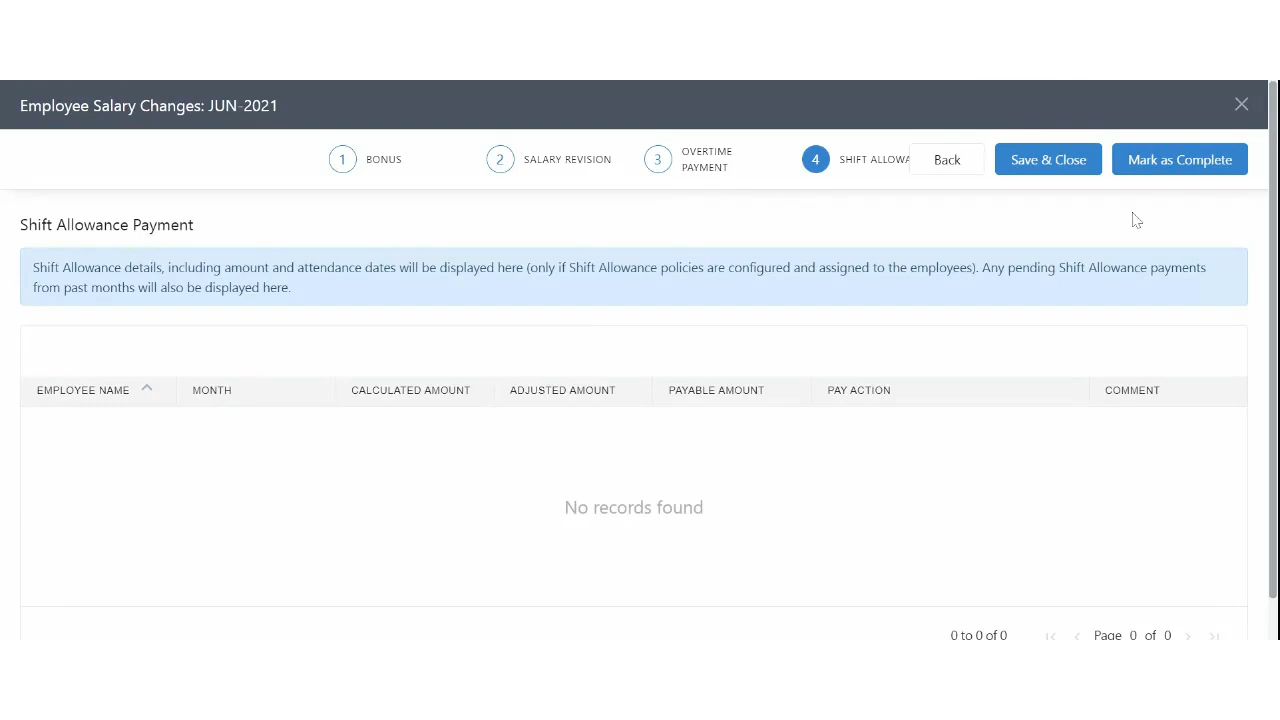 Employee Salary Changes: JUN-2021
1 BONUS
2 SALARY REVISION
3 OVERTIME
PAYMENT
4 SHIFT ALLOWA
Back
Save & Close
Mark as Complete
Shift Allowance Payment
Shift Allowance details, including amount and attendance dates will be displayed here (only if Shift Allowance policies are configured and assigned to the employees). Any pending Shift Allowance payments
from past months will also be displayed here.
EMPLOYEE NAME MONTH CALCULATED AMOUNT ADJUSTED AMOUNT PAYABLE AMOUNT PAY ACTION COMMENT
No records found
0 to 0 of 0 Page 0 of 0